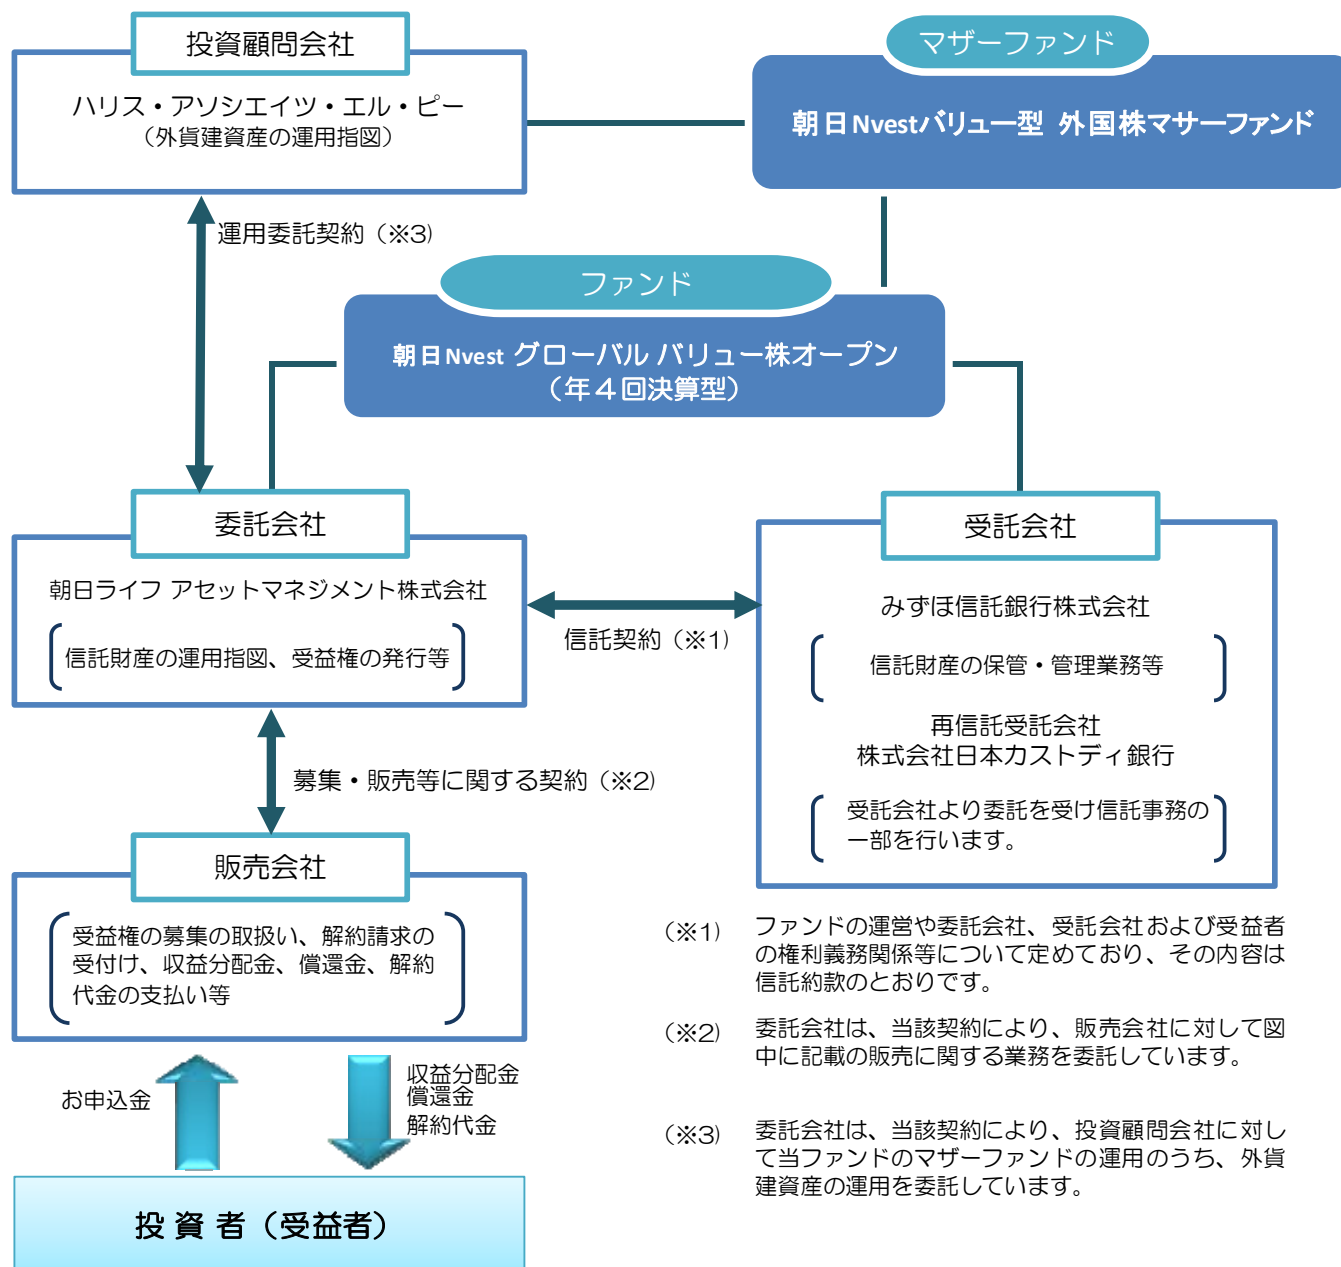 投資顧問会社
ハリス・アソシエイツ・エル・ピー
（外貨建資産の運用指図）
マザーファンド
朝日Nvestバリュー型 外国株マザーファンド
運用委託契約（※3）
ファンド
朝日Nvest グローバル バリュー株オープン
（年４回決算型）
委託会社
朝日ライフ アセットマネジメント株式会社
信託財産の運用指図、受益権の発行等
信託契約（※1）
受託会社
みずほ信託銀行株式会社
信託財産の保管・管理業務等
再信託受託会社
株式会社日本カストディ銀行
受託会社より委託を受け信託事務の
一部を行います。
募集・販売等に関する契約（※2）
販売会社
受益権の募集の取扱い、解約請求の
受付け、収益分配金、償還金、解約
代金の支払い等
お申込金
収益分配金
償還金
解約代金
投 資 者（受益者）
（※1） ファンドの運営や委託会社、受託会社および受益者
の権利義務関係等について定めており、その内容は
信託約款のとおりです。
（※2） 委託会社は、当該契約により、販売会社に対して図
中に記載の販売に関する業務を委託しています。
（※3） 委託会社は、当該契約により、投資顧問会社に対し
て当ファンドのマザーファンドの運用のうち、外貨
建資産の運用を委託しています。